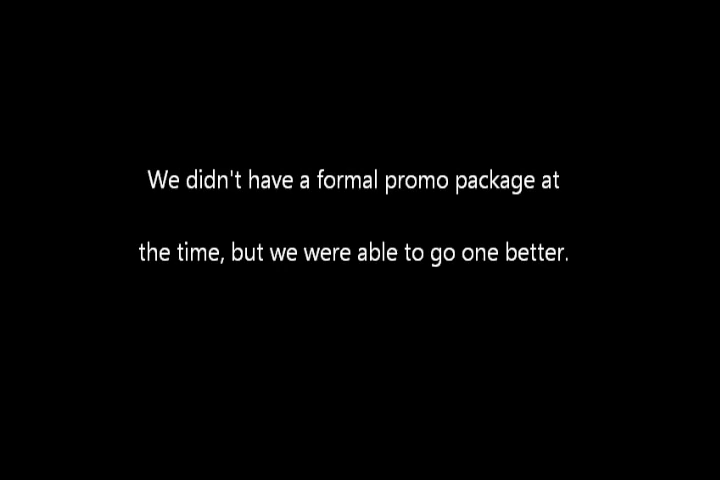 We didn't have a formal promo package at
the time, but we were able to go one better.